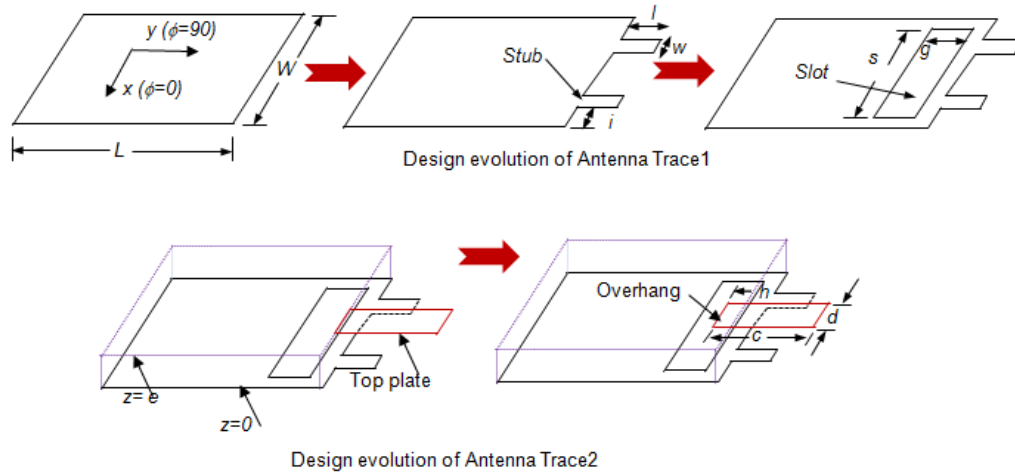 y (ϕ=90)
x (ϕ=0)
W
L
Stub
l
w
i
s
g
Slot
Design evolution of Antenna Trace1
z= e
z=0
Top plate
Overhang
h
c
d
Design evolution of Antenna Trace2